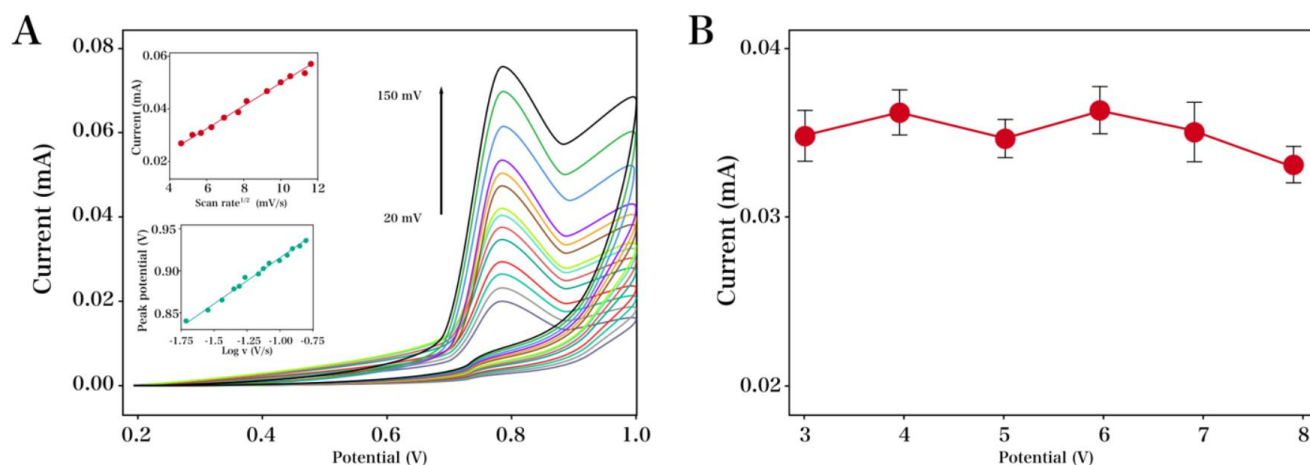 A
Current (mA)
0.08
0.06
0.04
0.02
0.00
0.2
0.4
0.6
0.8
1.0
Potential (V)
150 mV
20 mV
Current (mA)
0.06
0.04
0.02
4
6
8
10
12
Scan rate1/2 (mV/s)
Peak potential (V)
0.95
0.90
0.85
-1.75
-1.5
-1.25
-1.00
-0.75
Log v (V/s)
B
Current (mA)
0.04
0.03
0.02
3
4
5
6
7
8
Potential (V)